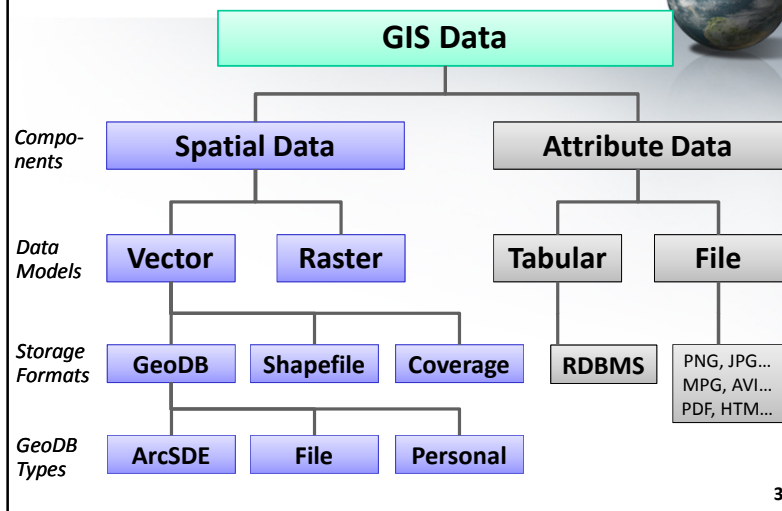 GIS Data
Compo-
nents
Spatial Data
Attribute Data
Data
Models
Vector
Raster
Tabular
File
Storage
Formats
GeoDB
Shapefile
Coverage
RDBMS
PNG, JPG…
MPG, AVI…
PDF, HTM…
GeoDB
Types
ArcSDE
File
Personal
3